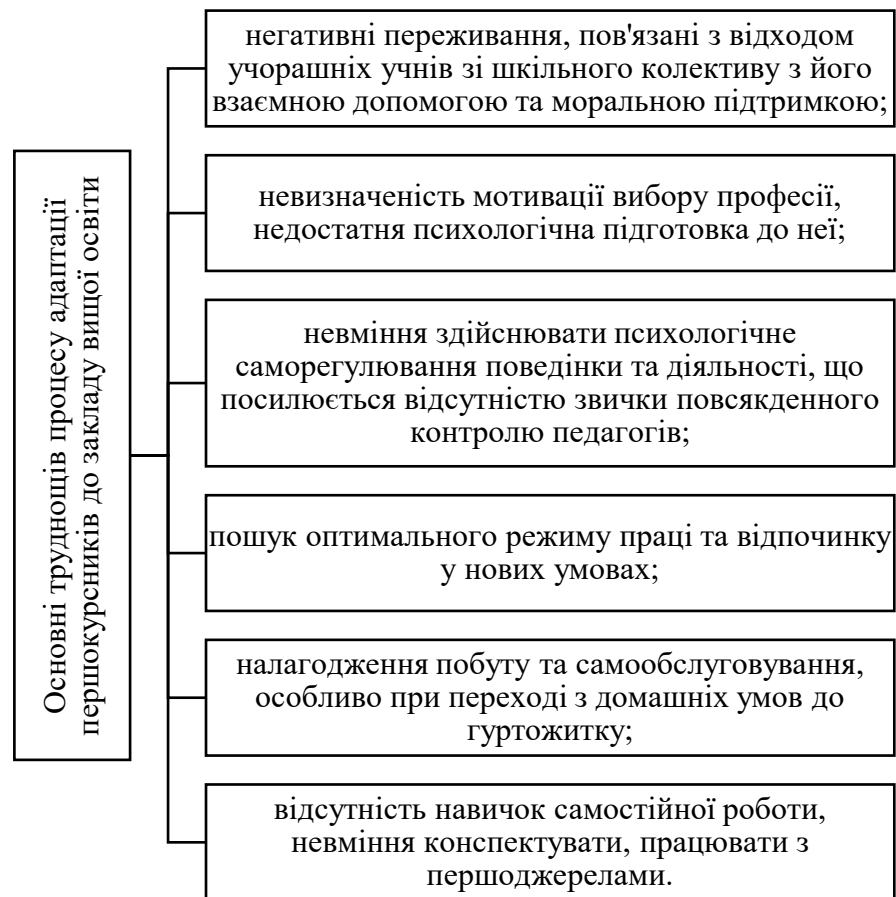 Основні труднощів процесу адаптації
першокурсників до закладу вищої освіти
негативні переживання, пов'язані з відходом
учорашніх учнів зі шкільного колективу з його
взаємною допомогою та моральною підтримкою;
невизначеність мотивації вибору професії,
недостатня психологічна підготовка до неї;
невміння здійснювати психологічне
саморегулювання поведінки та діяльності, що
посилюється відсутністю звички повсякденного
контролю педагогів;
пошук оптимального режиму праці та відпочинку
у нових умовах;
налагодження побуту та самообслуговування,
особливо при переході з домашніх умов до
гуртожитку;
відсутність навичок самостійної роботи,
невміння конспектувати, працювати з
першоджерелами.